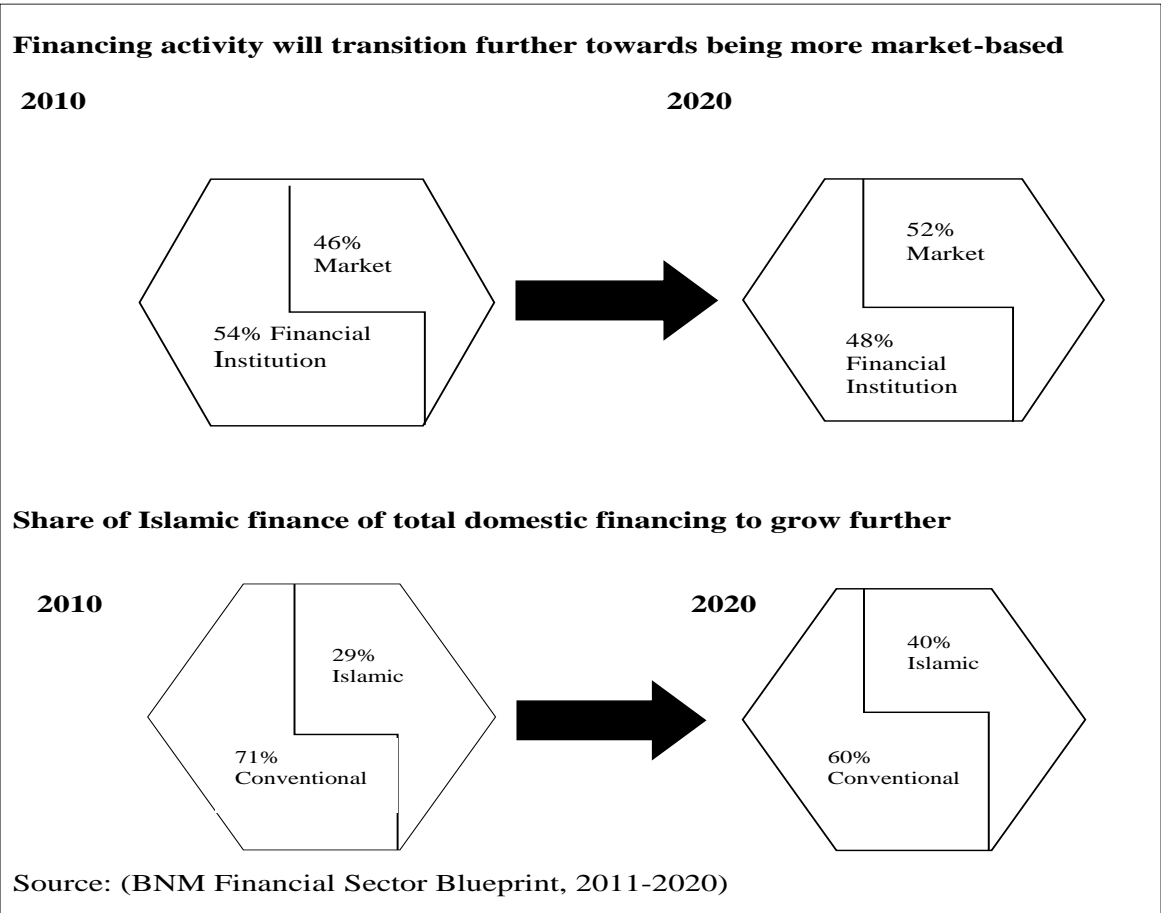 Financing activity will transition further towards being more market-based
2010
2020
46%
Market
54% Financial
Institution
52%
Market
48%
Financial
Institution
Share of Islamic finance of total domestic financing to grow further
2010
2020
29%
Islamic
71%
Conventional
40%
Islamic
60%
Conventional
Source: (BNM Financial Sector Blueprint, 2011-2020)